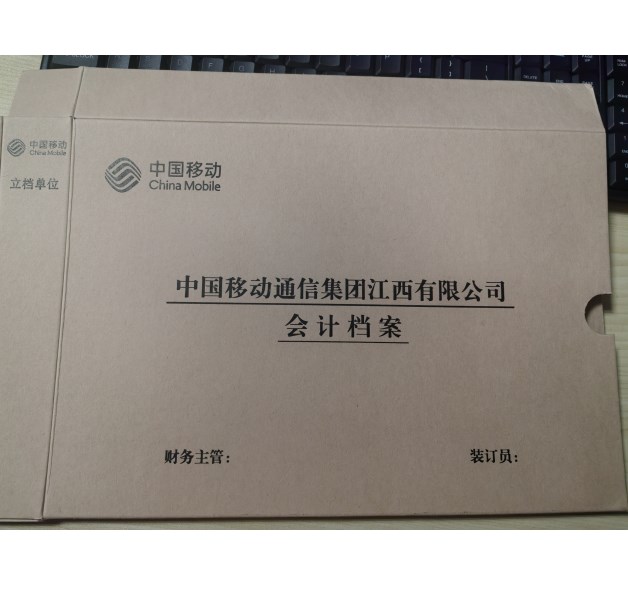 中国移动
China Mobile
立档单位
中国移动
China Mobile
中国移动通信集团江西有限公司
会计档案
财务主管：
装订员：